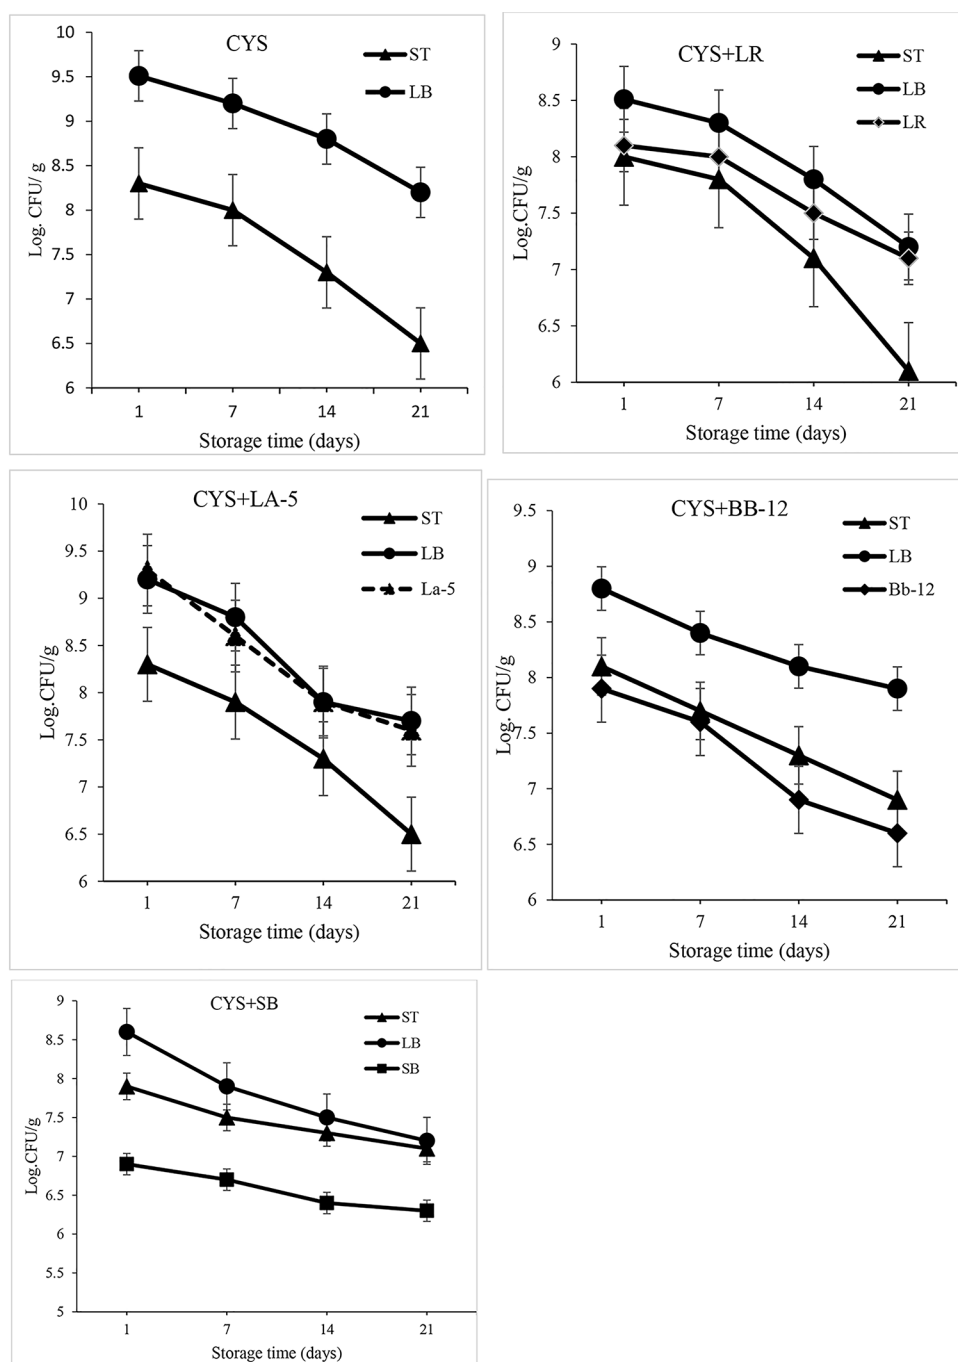 CYS
ST
LB
Log. CFU/ g
10
9.5
9
8.5
8
7.5
7
6.5
6
1 7 14 21
Storage time (days)
CYS+LR
ST
LB
LR
Log.CFU/g
9
8.5
8
7.5
7
6.5
6
1 7 14 21
Storage time (days)
CYS+LA-5
ST
LB
La-5
Log.CFU/g
10
9.5
9
8.5
8
7.5
7
6.5
6
1 7 14 21
Storage time (days)
CYS+BB-12
ST
LB
Bb-12
Log. CFU/g
9.5
9
8.5
8
7.5
7
6.5
6
1 7 14 21
Storage time (days)
CYS+SB
ST
LB
SB
Log.CFU/g
9
8.5
8
7.5
7
6.5
6
5.5
5
1 7 14 21
Storage time (days)